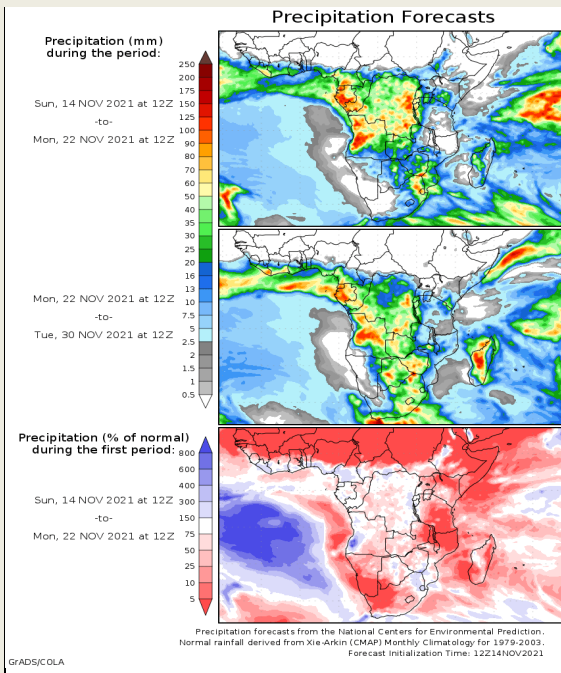 Precipitation Forecasts
Precipitation (mm)
during the period:
250
200
175
150
125
100
90
80
70
60
50
40
35
30
25
20
16
13
10
7.5
5
2.5
2
1.5
1
0.5
Sun, 14 NOV 2021 at 12Z
-to-
Mon, 22 NOV 2021 at 12Z
Mon, 22 NOV 2021 at 12Z
-to-
Tue, 30 NOV 2021 at 12Z
Precipitation (% of normal)
during the first period:
800
600
400
300
150
75
50
25
10
5
Sun, 14 NOV 2021 at 12Z
-to-
Mon, 22 NOV 2021 at 12Z
Precipitation forecasts from the National Centers for Environmental Prediction.
Normal rainfall derived from Xie-Arkin (CMAP) Monthly Climatology for 1979-2003.
Forecast Initialization Time: 12Z14NOV2021
GrADS/COLA